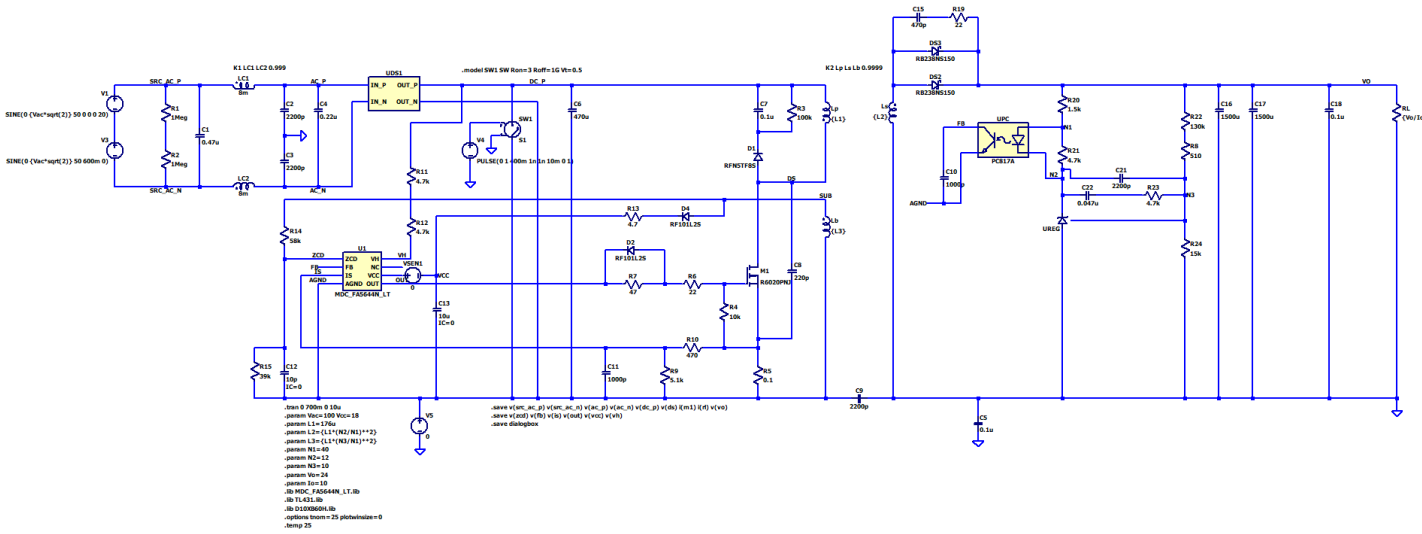 C15
470p
R19
22
DS3
RB238NS150
K1 LC1 LC2 0.999
UDS1
.model SW1 SW Ron=3 Roff=1G Vt=0.5
K2 Lp Ls Lb 0.9999
DS2
RB238NS150
SRC_AC_P
LC1
8m
AC_P
IN_P OUT_P
IN_N OUT_N
DC_P
VO
V1
SINE(0 {Vac*sqrt(2)} 50 0 0 0 20)
R1
1Meg
C1
0.47u
C2
2200p
C4
0.22u
V4
SW1
S1
PULSE(0 1 400m 1n 1n 10m 0 1)
C6
470u
C7
0.1u
R3
100k
Lp
{L1}
Ls
{L2}
R20
1.5k
UPC
PC817A
FB
N1
R22
130k
C16
1500u
C17
1500u
C18
0.1u
RL
V3
SINE(0 {Vac*sqrt(2)} 50 600m 0)
R2
1Meg
C3
2200p
D1
RFN5TF8S
R21
4.7k
R8
510
SRC_AC_N
LC2
8m
AC_N
R11
4.7k
DS
C10
1000p
N2
C21
2200p
C22
0.047u
R23
4.7k
N3
AGND
SUB
R13
4.7
D4
RF101L2S
Lb
{L3}
UREG
R14
58k
R12
4.7k
D2
RF101L2S
R24
15k
U1
ZCD
FB
IS
AGND
ZCD VH
FB NC
IS VCC
AGND OUT
MDC_FA5644N_LT
VH
VSEN1
0
VCC
OUT
R7
47
R6
22
M1
R6020PNJ
C8
220p
C13
10u
IC=0
R4
10k
R10
470
R15
39k
C12
10p
IC=0
C11
1000p
R9
5.1k
R5
0.1
C9
2200p
C5
0.1u
V5
0
.tran 0 700m 0 10u
.param Vac=100 Vcc=18
.param L1=176u
.param L2={L1*(N2/N1)**2}
.param L3={L1*(N3/N1)**2}
.param N1=40
.param N2=12
.param N3=10
.param Vo=24
.param Io=10
.lib MDC_FA5644N_LT.lib
.lib TL431.lib
.lib D10XB60H.lib
.options tnom=25 plotwinsize=0
.temp 25
.save v(src_ac_p) v(src_ac_n) v(ac_p) v(ac_n) v(dc_p) v(ds) i(m1) i(rl) v(vo)
.save v(zcd) v(fb) v(is) v(out) v(vcc) v(vh)
.save dialogbox